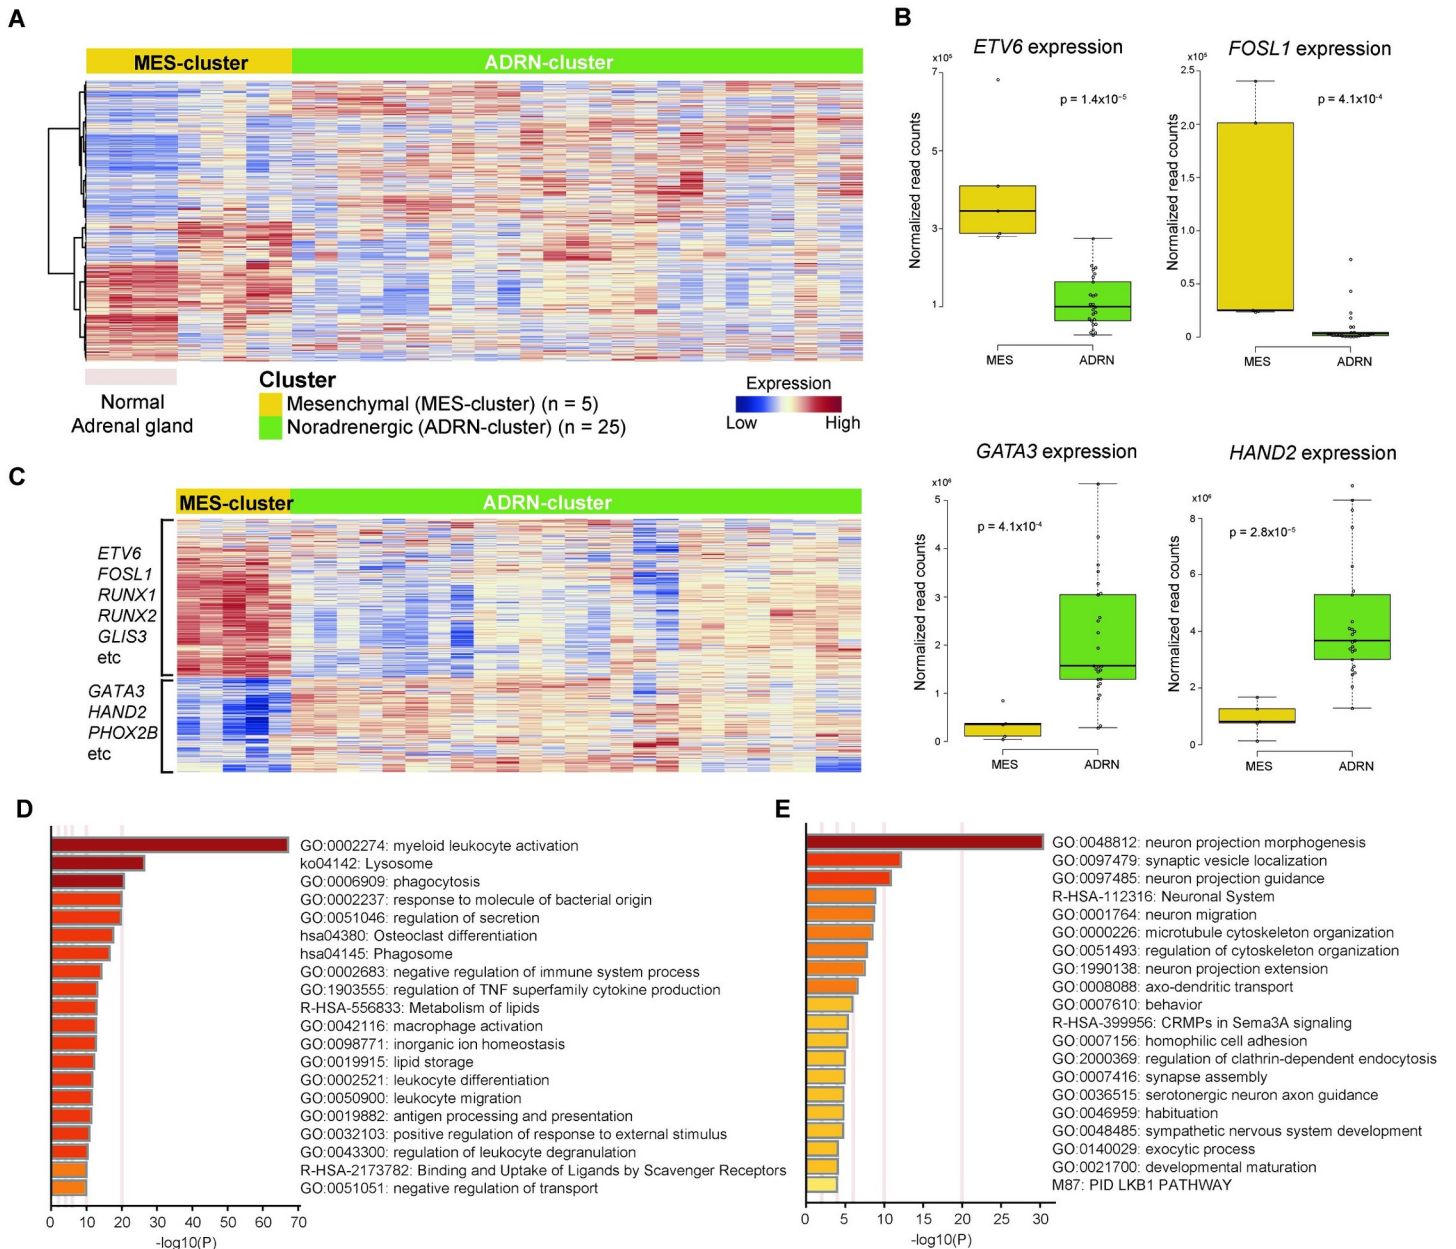 A
MES-cluster
ADRN-cluster
Normal
Adrenal gland
Cluster
Mesenchymal (MES-cluster) (n = 5)
Noradrenergic (ADRN-cluster) (n = 25)
Expression
Low
High
B
ETV6 expression
p = 1.4x10⁻⁵
Normalized read counts
7
5
3
1
MES
ADRN
FOSL1 expression
p = 4.1x10⁻⁴
Normalized read counts
2.5
2.0
1.5
1.0
0.5
0
MES
ADRN
GATA3 expression
x10⁶
p = 4.1x10⁻⁴
Normalized read counts
5
4
3
2
1
0
MES
ADRN
HAND2 expression
x10⁶
p = 2.8x10⁻⁵
Normalized read counts
8
6
4
2
0
MES
ADRN
C
MES-cluster
ADRN-cluster
ETV6
FOSL1
RUNX1
RUNX2
GLIS3
etc
GATA3
HAND2
PHOX2B
etc
D
GO:0002274: myeloid leukocyte activation
ko04142: Lysosome
GO:0006909: phagocytosis
GO:0002237: response to molecule of bacterial origin
GO:0051046: regulation of secretion
hsa04380: Osteoclast differentiation
hsa04145: Phagosome
GO:0002683: negative regulation of immune system process
GO:1903555: regulation of TNF superfamily cytokine production
R-HSA-556833: Metabolism of lipids
GO:0042116: macrophage activation
GO:0098771: inorganic ion homeostasis
GO:0019915: lipid storage
GO:0002521: leukocyte differentiation
GO:0050900: leukocyte migration
GO:0019882: antigen processing and presentation
GO:0032103: positive regulation of response to external stimulus
GO:0043300: regulation of leukocyte degranulation
R-HSA-2173782: Binding and Uptake of Ligands by Scavenger Receptors
GO:0051051: negative regulation of transport
0 10 20 30 40 50 60 70
-log10(P)
E
GO:0048812: neuron projection morphogenesis
GO:0097479: synaptic vesicle localization
GO:0097485: neuron projection guidance
R-HSA-112316: Neuronal System
GO:0001764: neuron migration
GO:0000226: microtubule cytoskeleton organization
GO:0051493: regulation of cytoskeleton organization
GO:1990138: neuron projection extension
GO:0008088: axo-dendritic transport
GO:0007610: behavior
R-HSA-399956: CRMPs in Sema3A signaling
GO:0007156: homophilic cell adhesion
GO:2000369: regulation of clathrin-dependent endocytosis
GO:0007416: synapse assembly
GO:0036515: serotonergic neuron axon guidance
GO:0046959: habituation
GO:0048485: sympathetic nervous system development
GO:0140029: exocytic process
GO:0021700: developmental maturation
M87: PID LKB1 PATHWAY
0 5 10 15 20 25 30
-log10(P)